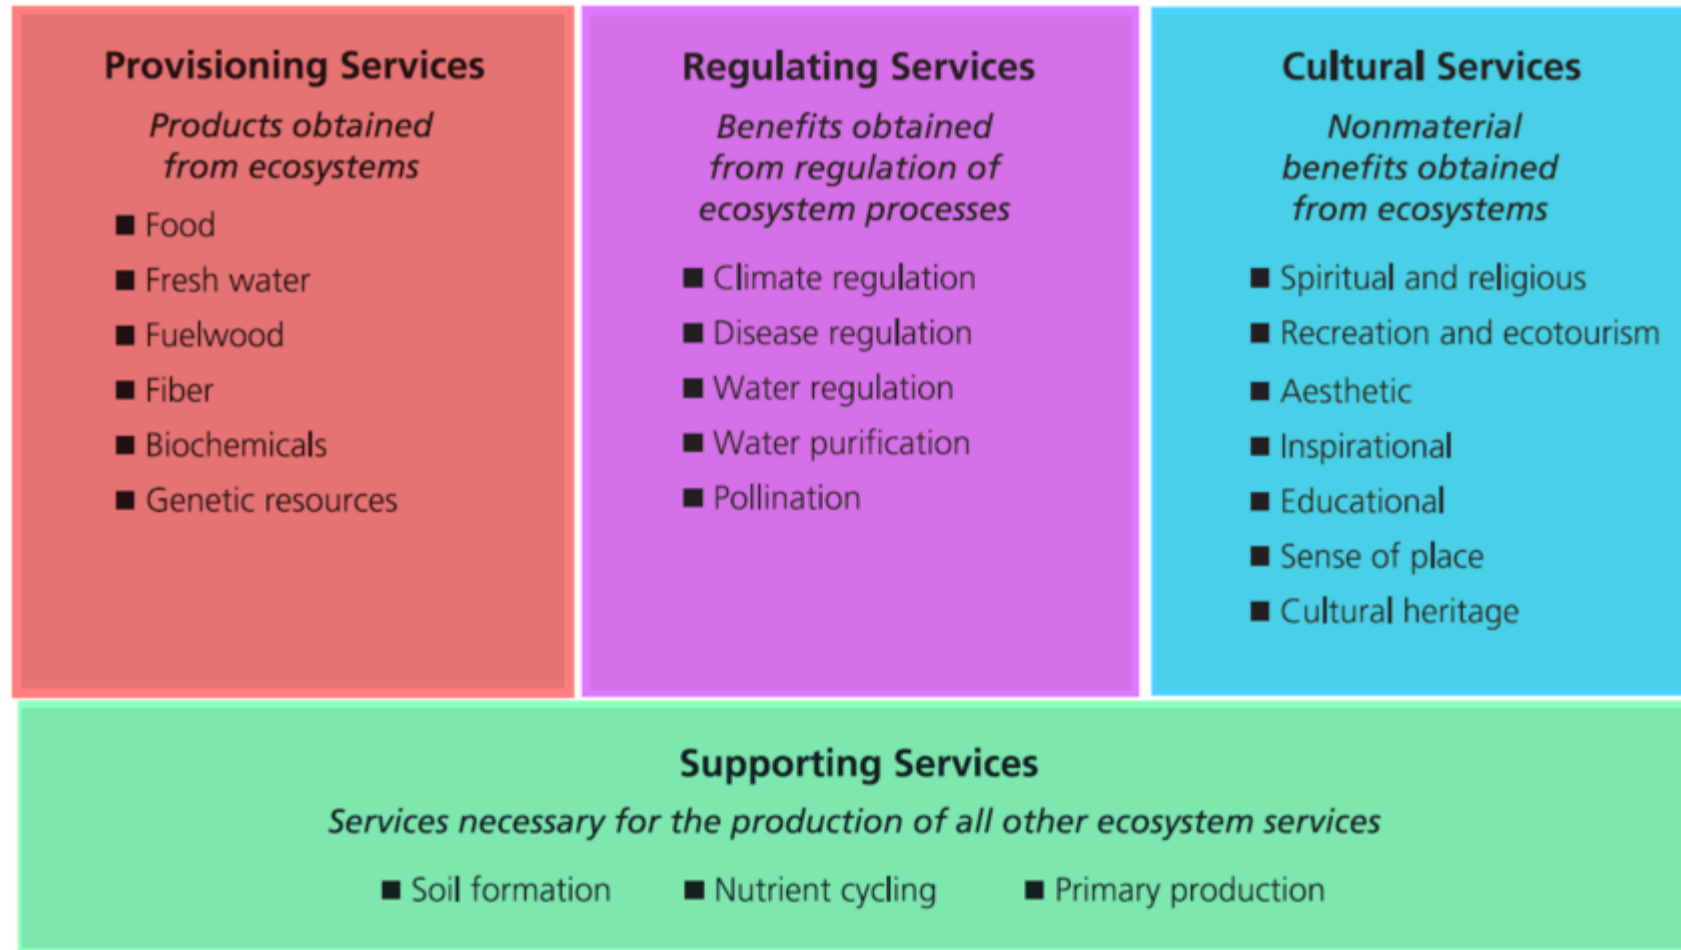 Provisioning Services
Products obtained
from ecosystems
■ Food
■ Fresh water
■ Fuelwood
■ Fiber
■ Biochemicals
■ Genetic resources
Regulating Services
Benefits obtained
from regulation of
ecosystem processes
■ Climate regulation
■ Disease regulation
■ Water regulation
■ Water purification
■ Pollination
Cultural Services
Nonmaterial
benefits obtained
from ecosystems
■ Spiritual and religious
■ Recreation and ecotourism
■ Aesthetic
■ Inspirational
■ Educational
■ Sense of place
■ Cultural heritage
Supporting Services
Services necessary for the production of all other ecosystem services
■ Soil formation ■ Nutrient cycling ■ Primary production